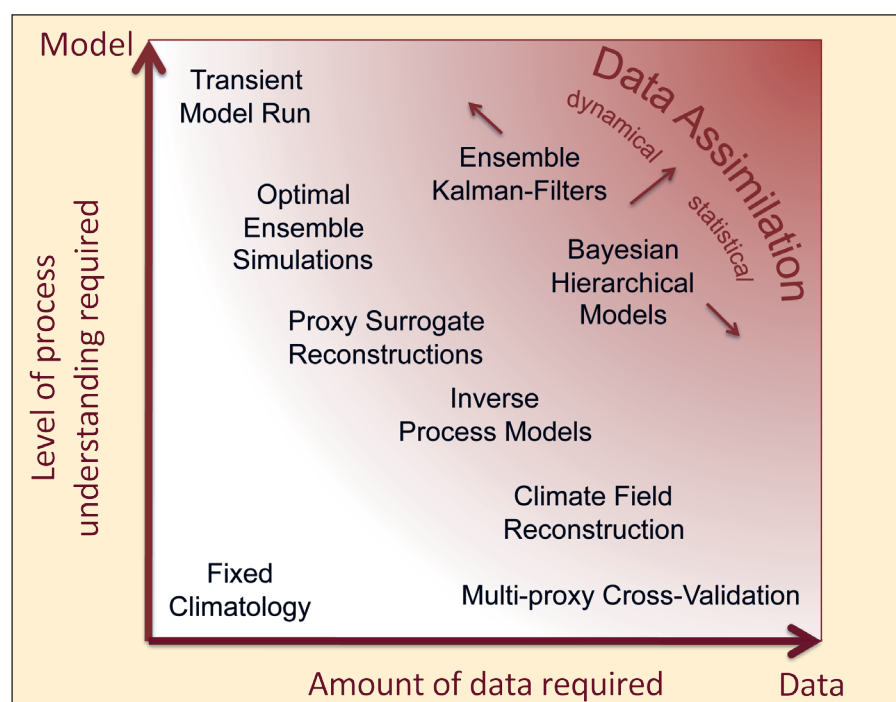 Model
Transient
Model Run
Data Assimilation
dynamical
statistical
Ensemble
Kalman-Filters
Optimal
Ensemble
Simulations
Bayesian
Hierarchical
Models
Proxy Surrogate
Reconstructions
Inverse
Process Models
Climate Field
Reconstruction
Fixed
Climatology
Multi-proxy Cross-Validation
Level of process
understanding required
Amount of data required
Data